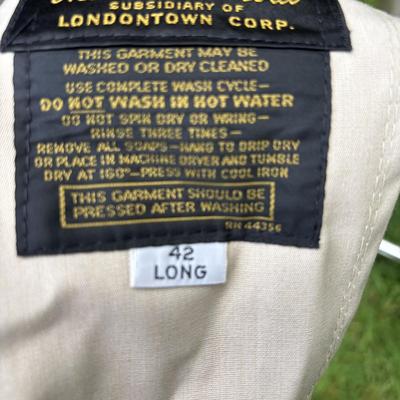 SUBSIDIARY OF
LONDONTOWN CORP.
THIS GARMENT MAY BE
WASHED OR DRY CLEANED
USE COMPLETE WASH CYCLE—
DO NOT WASH IN HOT WATER
DO NOT SPIN DRY OR WRING—
RINSE THREE TIMES—
REMOVE ALL SOAPS—HANG TO DRIP DRY
OR PLACE IN MACHINE DRYER AND TUMBLE
DRY AT 160°—PRESS WITH COOL IRON
THIS GARMENT SHOULD BE
PRESSED AFTER WASHING
RN 44356
42
LONG